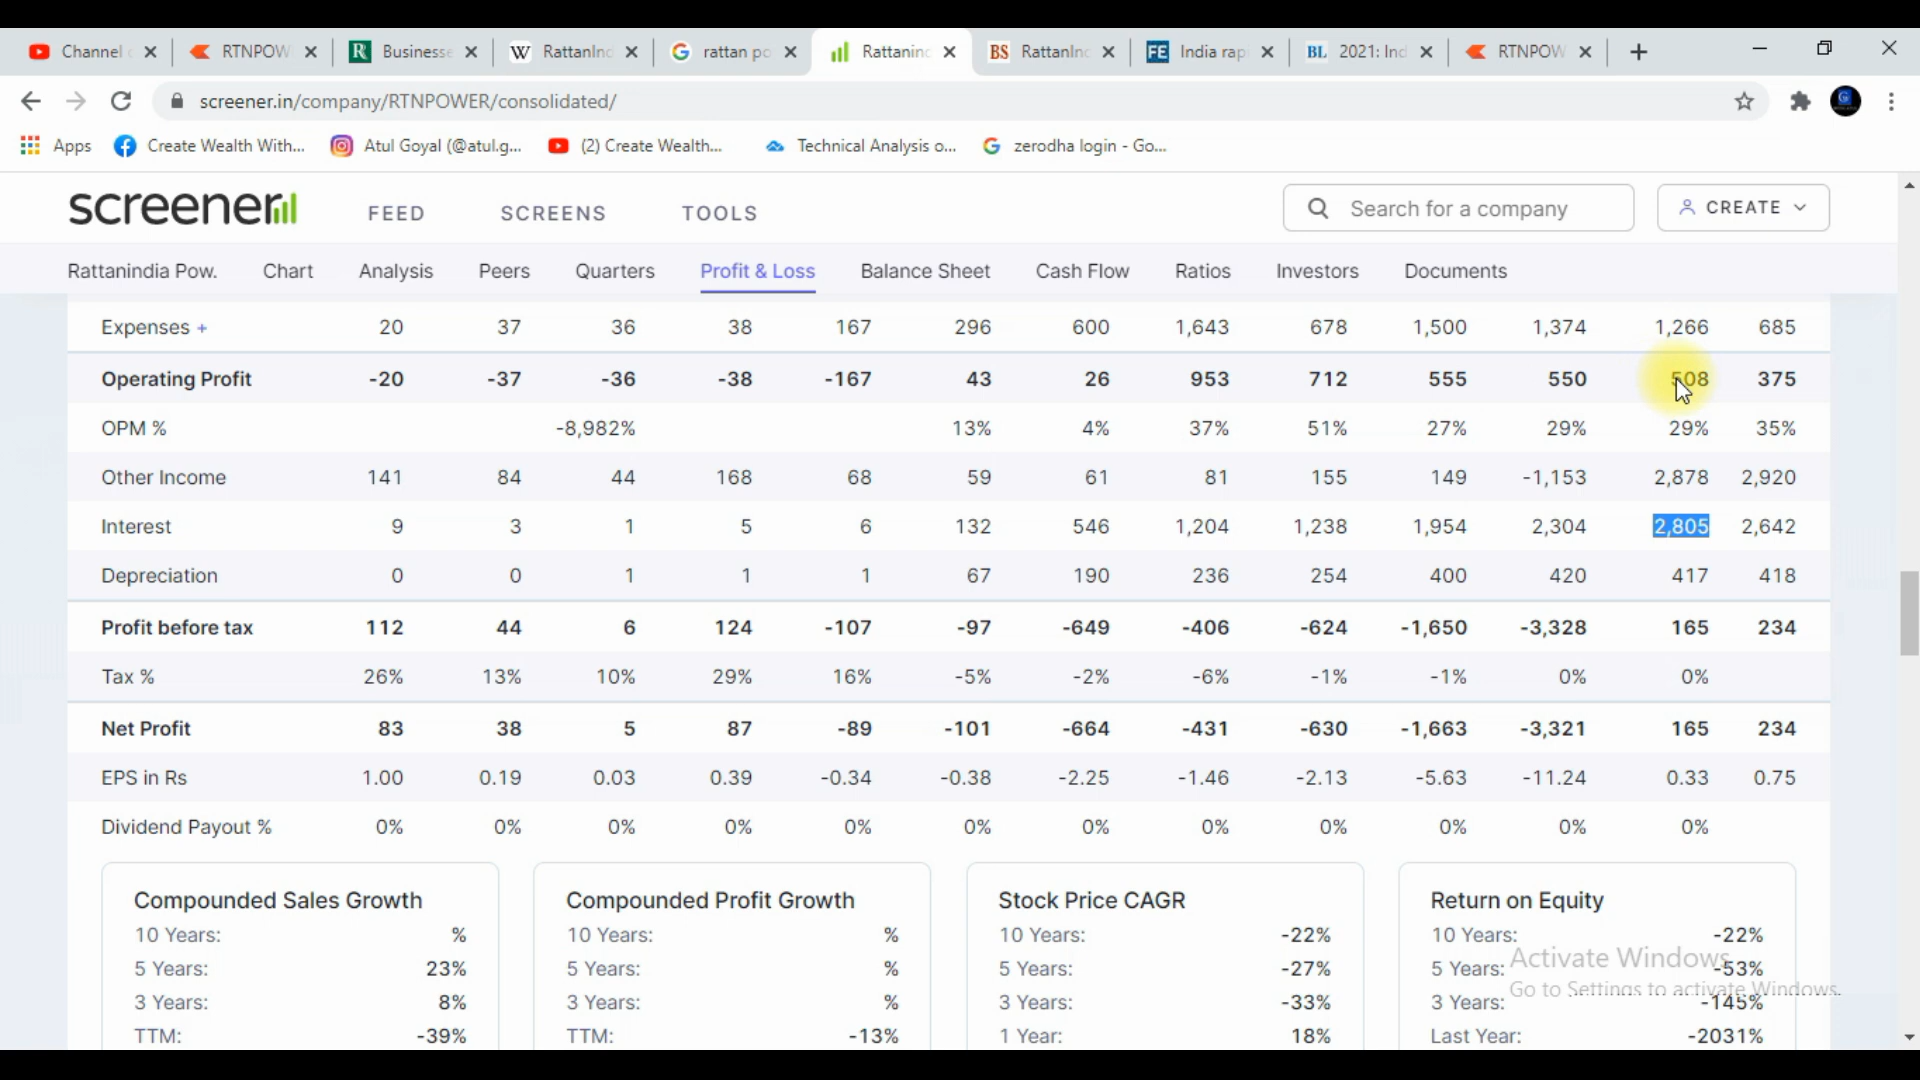 Channel RTNPOW Businesse RattanInd rattan po Rattanind RattanInd India rap 2021: Ind RTNPOW
screener.in/company/RTNPOWER/consolidated/
Apps Create Wealth With... Atul Goyal (@atul.g... (2) Create Wealth... Technical Analysis o... zerodha login - Go...
screener FEED SCREENS TOOLS Search for a company CREATE
Rattanindia Pow. Chart Analysis Peers Quarters Profit & Loss Balance Sheet Cash Flow Ratios Investors Documents
Expenses + 20 37 36 38 167 296 600 1,643 678 1,500 1,374 1,266 685
Operating Profit -20 -37 -36 -38 -167 43 26 953 712 555 550 508 375
OPM % -8,982% 13% 4% 37% 51% 27% 29% 29% 35%
Other Income 141 84 44 168 68 59 61 81 155 149 -1,153 2,878 2,920
Interest 9 3 1 5 6 132 546 1,204 1,238 1,954 2,304 2,805 2,642
Depreciation 0 0 1 1 1 67 190 236 254 400 420 417 418
Profit before tax 112 44 6 124 -107 -97 -649 -406 -624 -1,650 -3,328 165 234
Tax % 26% 13% 10% 29% 16% -5% -2% -6% -1% -1% 0% 0%
Net Profit 83 38 5 87 -89 -101 -664 -431 -630 -1,663 -3,321 165 234
EPS in Rs 1.00 0.19 0.03 0.39 -0.34 -0.38 -2.25 -1.46 -2.13 -5.63 -11.24 0.33 0.75
Dividend Payout % 0% 0% 0% 0% 0% 0% 0% 0% 0% 0% 0% 0%
Compounded Sales Growth
10 Years: %
5 Years: 23%
3 Years: 8%
TTM: -39%
Compounded Profit Growth
10 Years: %
5 Years: %
3 Years: %
TTM: -13%
Stock Price CAGR
10 Years: -22%
5 Years: -27%
3 Years: -33%
1 Year: 18%
Return on Equity
10 Years: -22%
5 Years: -53%
3 Years: -145%
Last Year: -2031%
Activate Windows
Go to Settings to activate Windows.